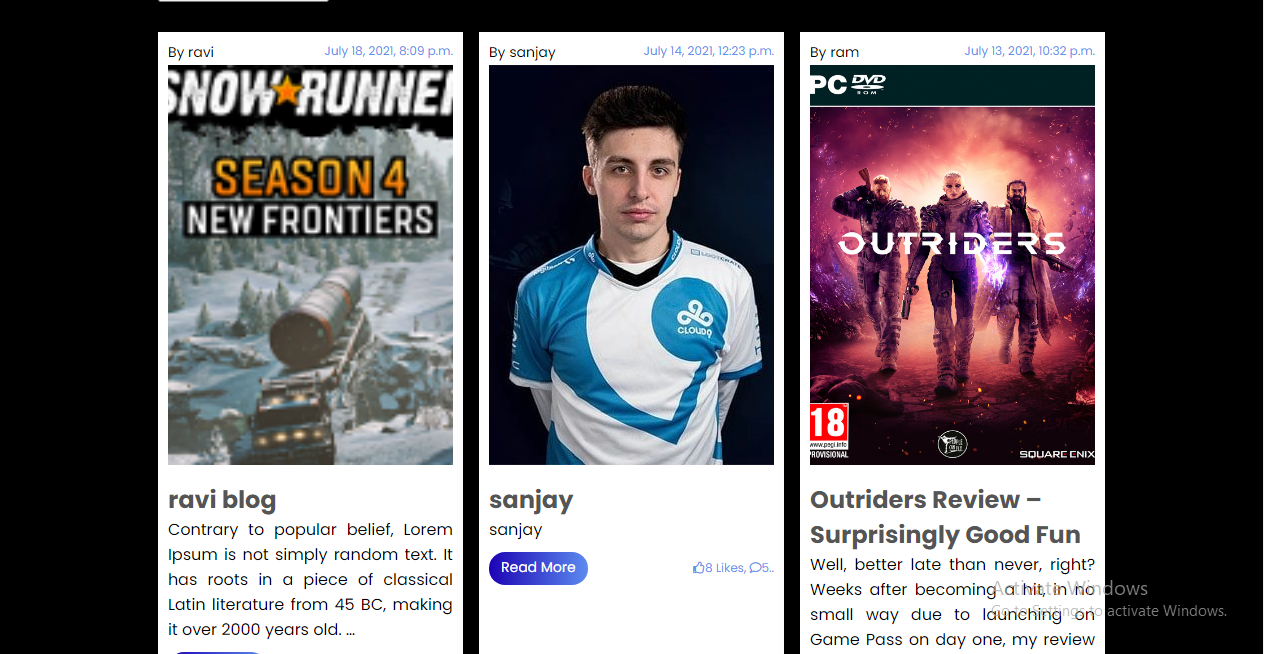 By ravi
July 18, 2021, 8:09 p.m.
SNOW RUNNER
SEASON 4
NEW FRONTIERS
ravi blog
Contrary to popular belief, Lorem
Ipsum is not simply random text. It
has roots in a piece of classical
Latin literature from 45 BC, making
it over 2000 years old. ...
By sanjay
July 14, 2021, 12:23 p.m.
CLOUD9
sanjay
sanjay
Read More
8 Likes, 5..
By ram
July 13, 2021, 10:32 p.m.
PC DVD
ROM
OUTRIDERS
18
www.pegi.info
PROVISIONAL
SQUARE ENIX
Outriders Review –
Surprisingly Good Fun
Well, better late than never, right?
Weeks after becoming a hit, in no
small way due to launching on
Game Pass on day one, my review
Activate Windows
Go to Settings to activate Windows.